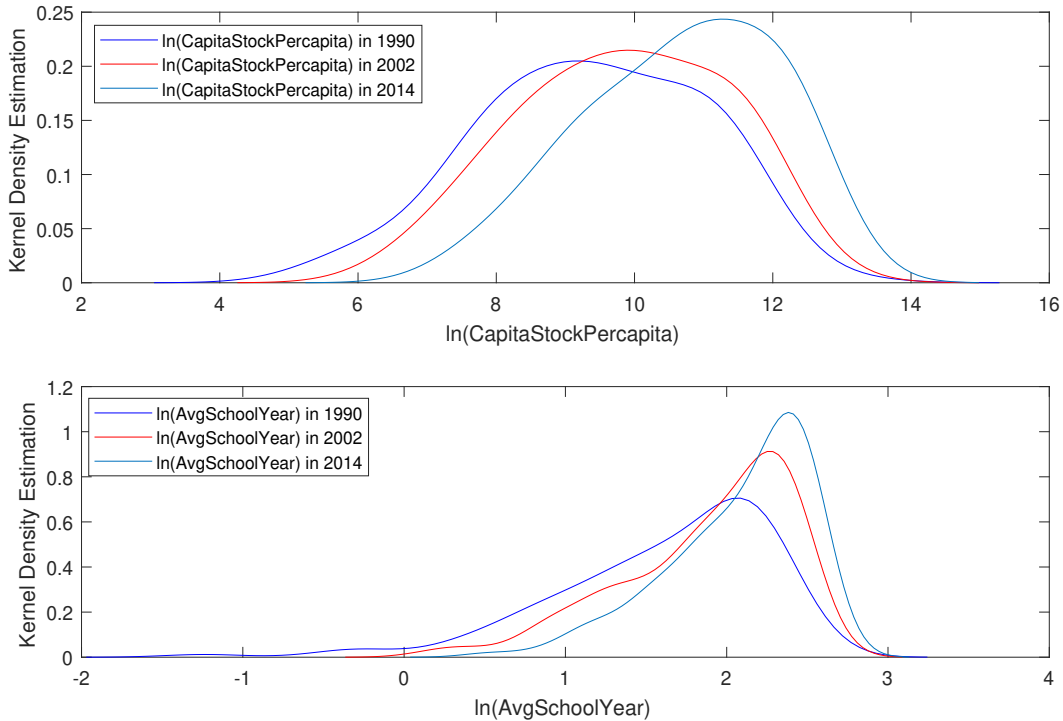 0.25
0.2
0.15
0.1
0.05
0
Kernel Density Estimation
ln(CapitaStockPercapita) in 1990
ln(CapitaStockPercapita) in 2002
ln(CapitaStockPercapita) in 2014
2 4 6 8 10 12 14 16
ln(CapitaStockPercapita)
1.2
1
0.8
0.6
0.4
0.2
0
Kernel Density Estimation
ln(AvgSchoolYear) in 1990
ln(AvgSchoolYear) in 2002
ln(AvgSchoolYear) in 2014
-2 -1 0 1 2 3 4
ln(AvgSchoolYear)